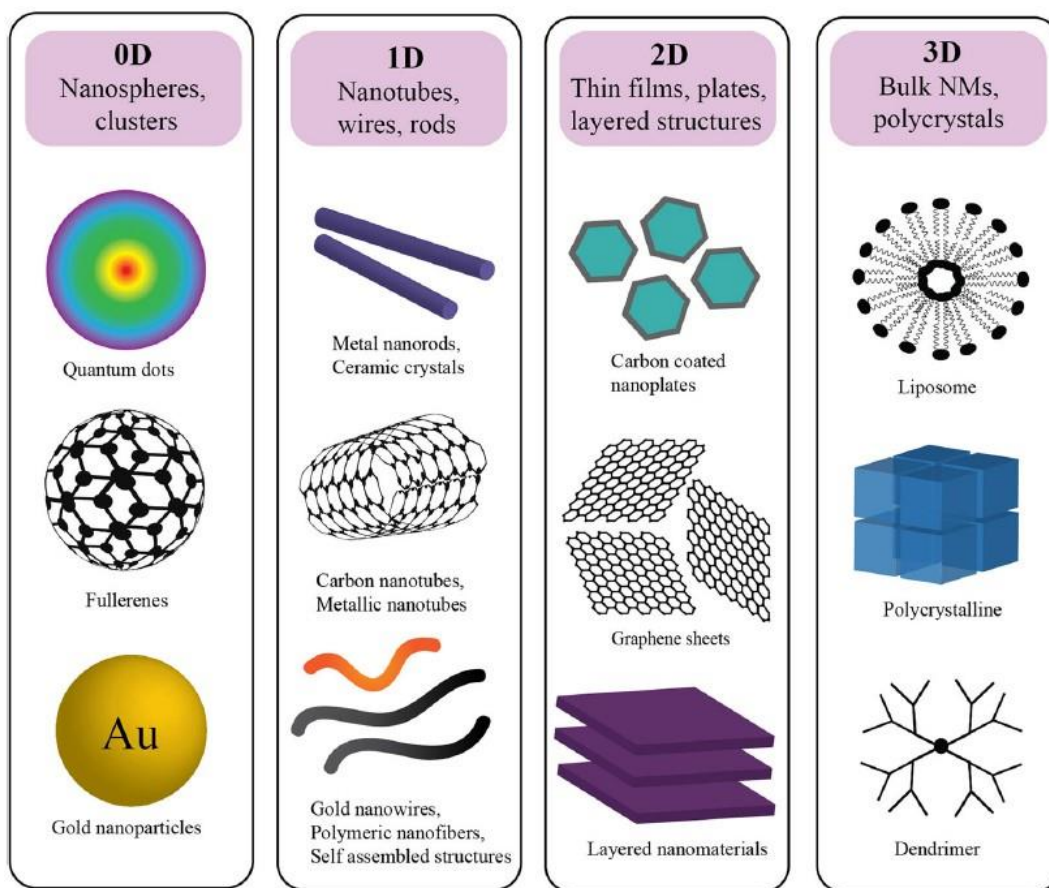 0D
Nanospheres,
clusters
Quantum dots
Fullerenes
Au
Gold nanoparticles
1D
Nanotubes,
wires, rods
Metal nanorods,
Ceramic crystals
Carbon nanotubes,
Metallic nanotubes
Gold nanowires,
Polymeric nanofibers,
Self assembled structures
2D
Thin films, plates,
layered structures
Carbon coated
nanoplates
Graphene sheets
Layered nanomaterials
3D
Bulk NMs,
polycrystals
Liposome
Polycrystalline
Dendrimer